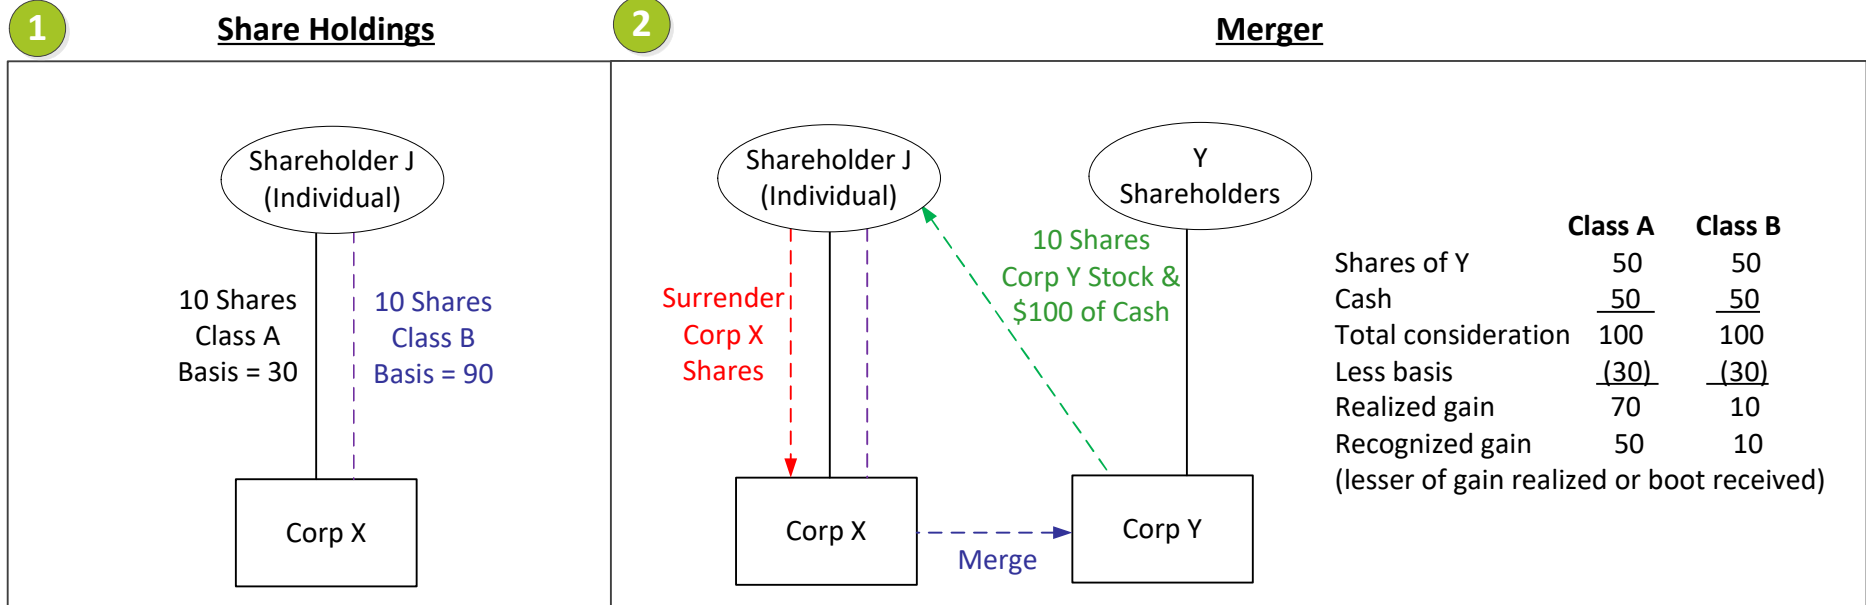 1
Share Holdings
Shareholder J
(Individual)
10 Shares
Class A
Basis = 30
10 Shares
Class B
Basis = 90
Corp X
2
Merger
Shareholder J
(Individual)
Y
Shareholders
Surrender
Corp X
Shares
10 Shares
Corp Y Stock &
$100 of Cash
Corp X
Merge
Corp Y
Class A Class B
Shares of Y 50 50
Cash 50 50
Total consideration 100 100
Less basis (30) (30)
Realized gain 70 10
Recognized gain 50 10
(lesser of gain realized or boot received)